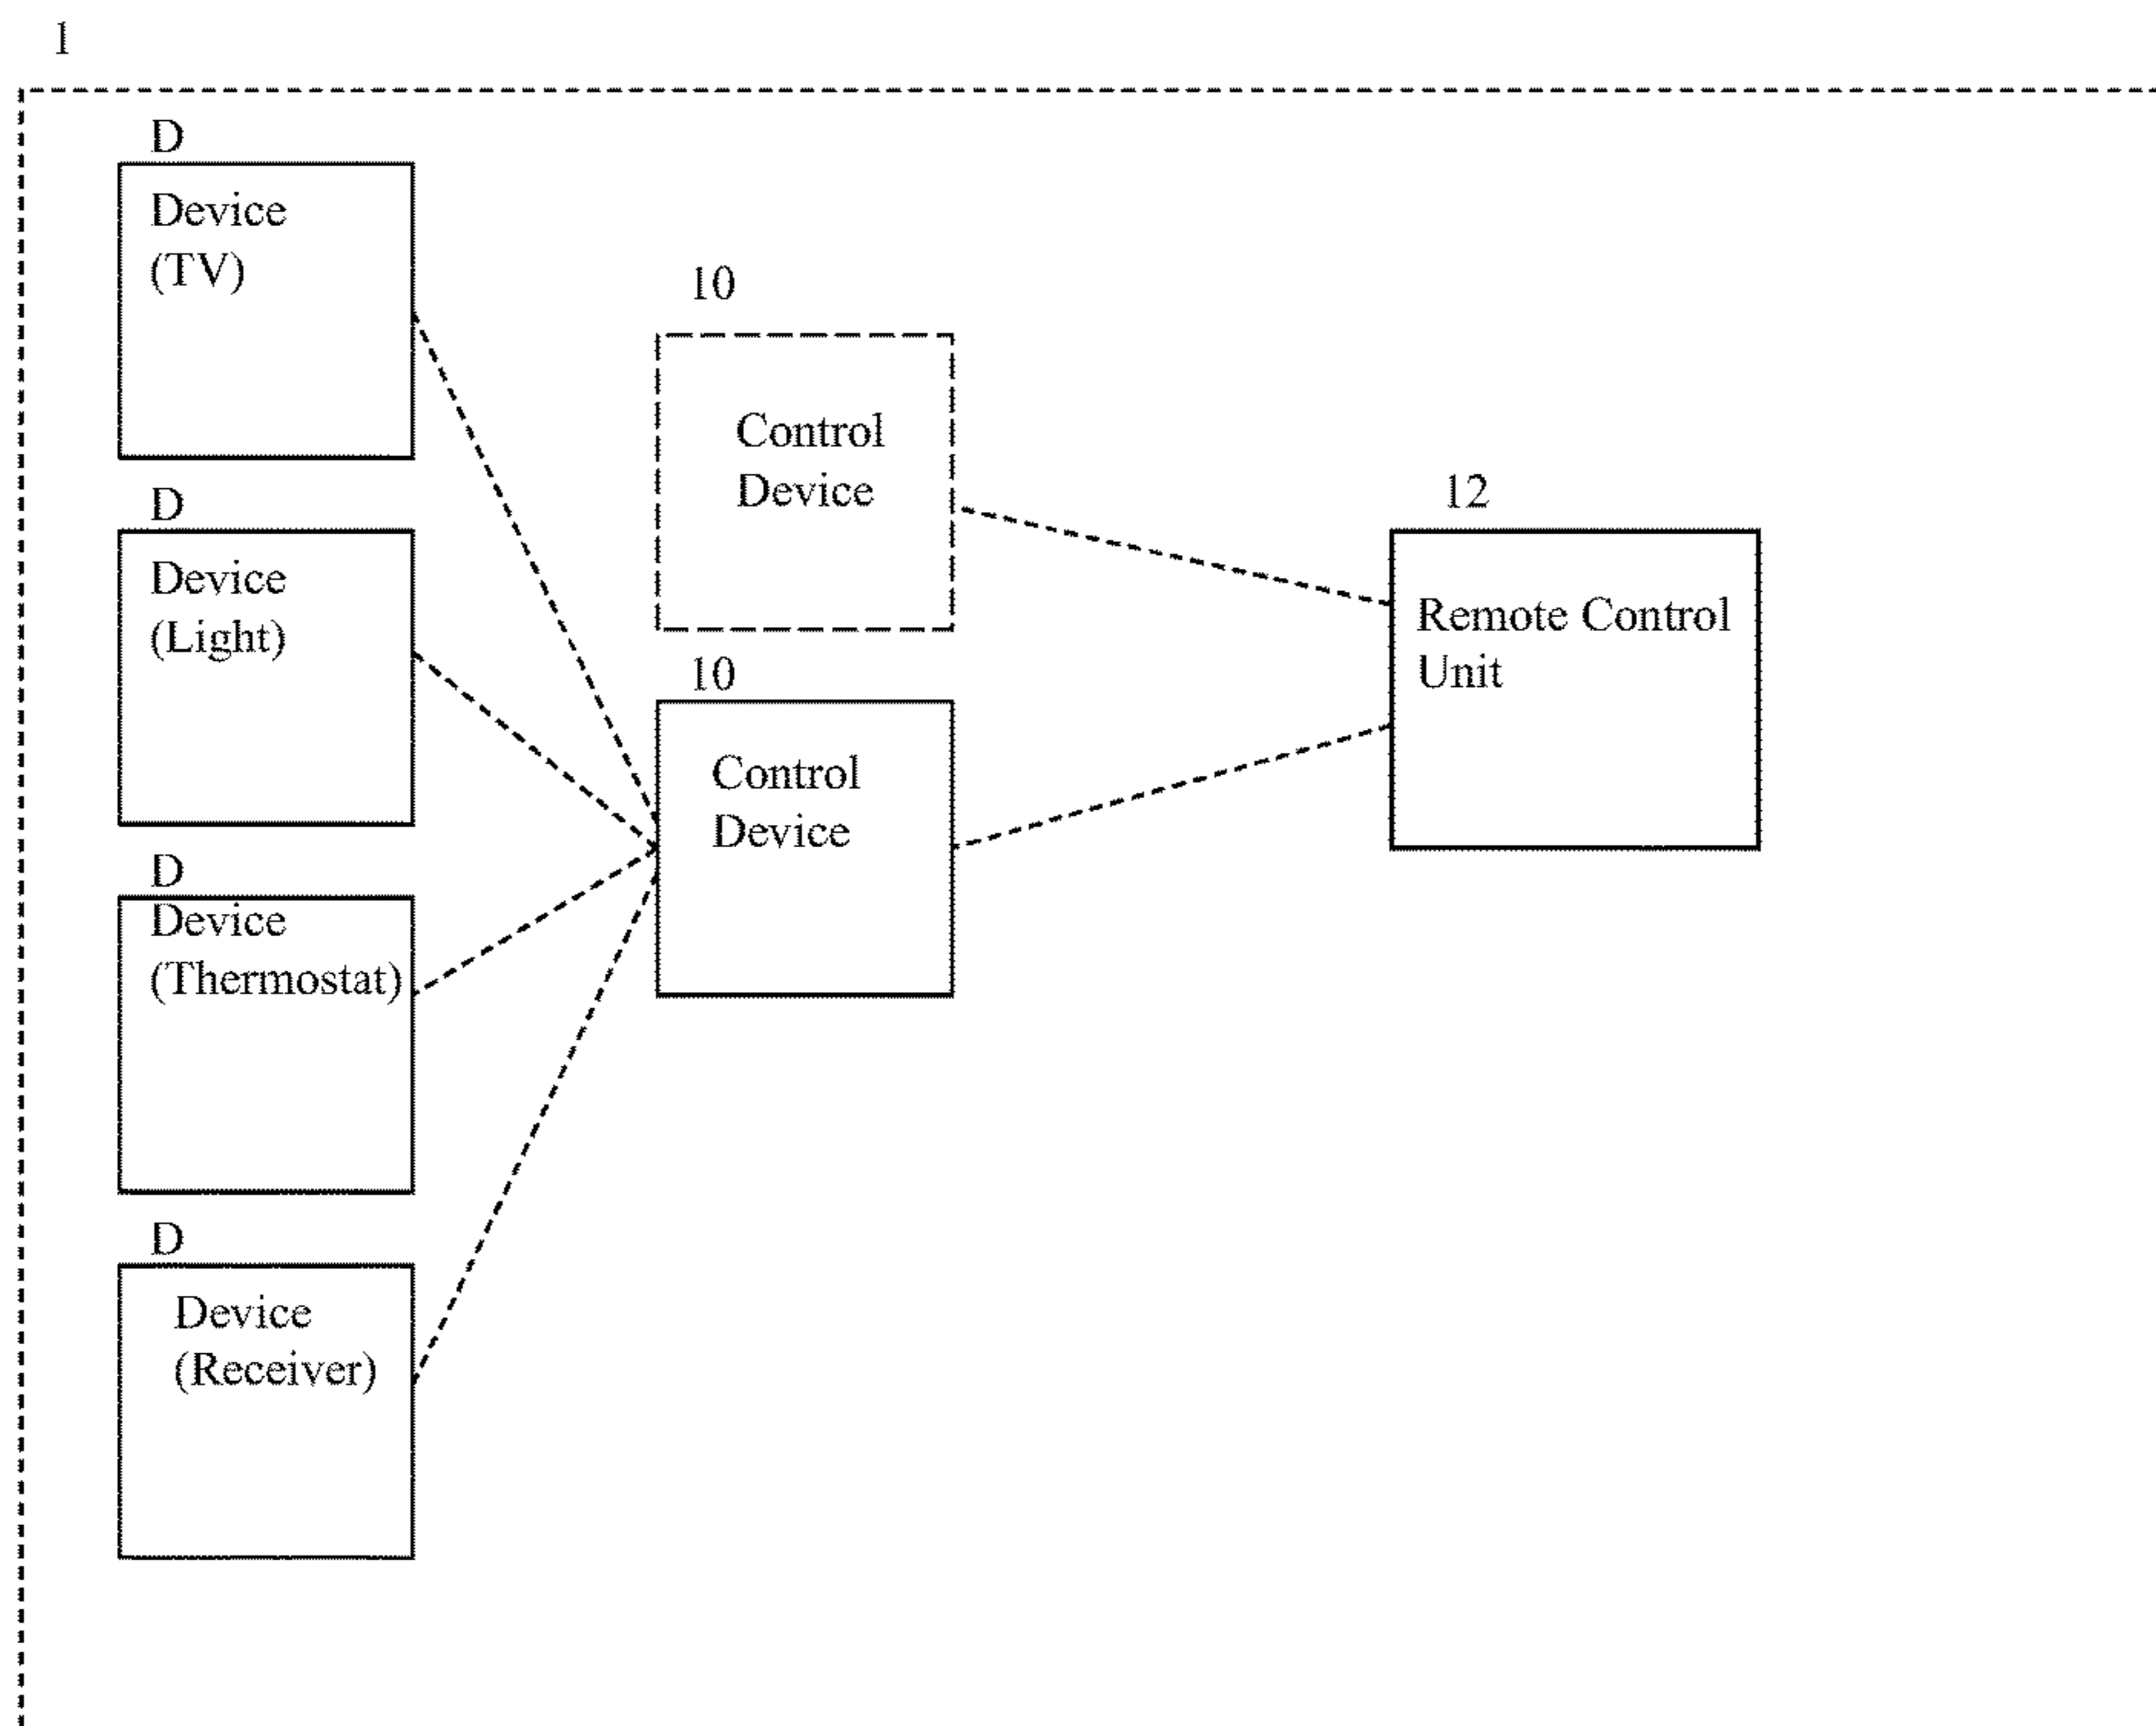 1
D
Device
(TV)
D
Device
(Light)
D
Device
(Thermostat)
D
Device
(Receiver)
10
Control
Device
10
Control
Device
12
Remote Control
Unit